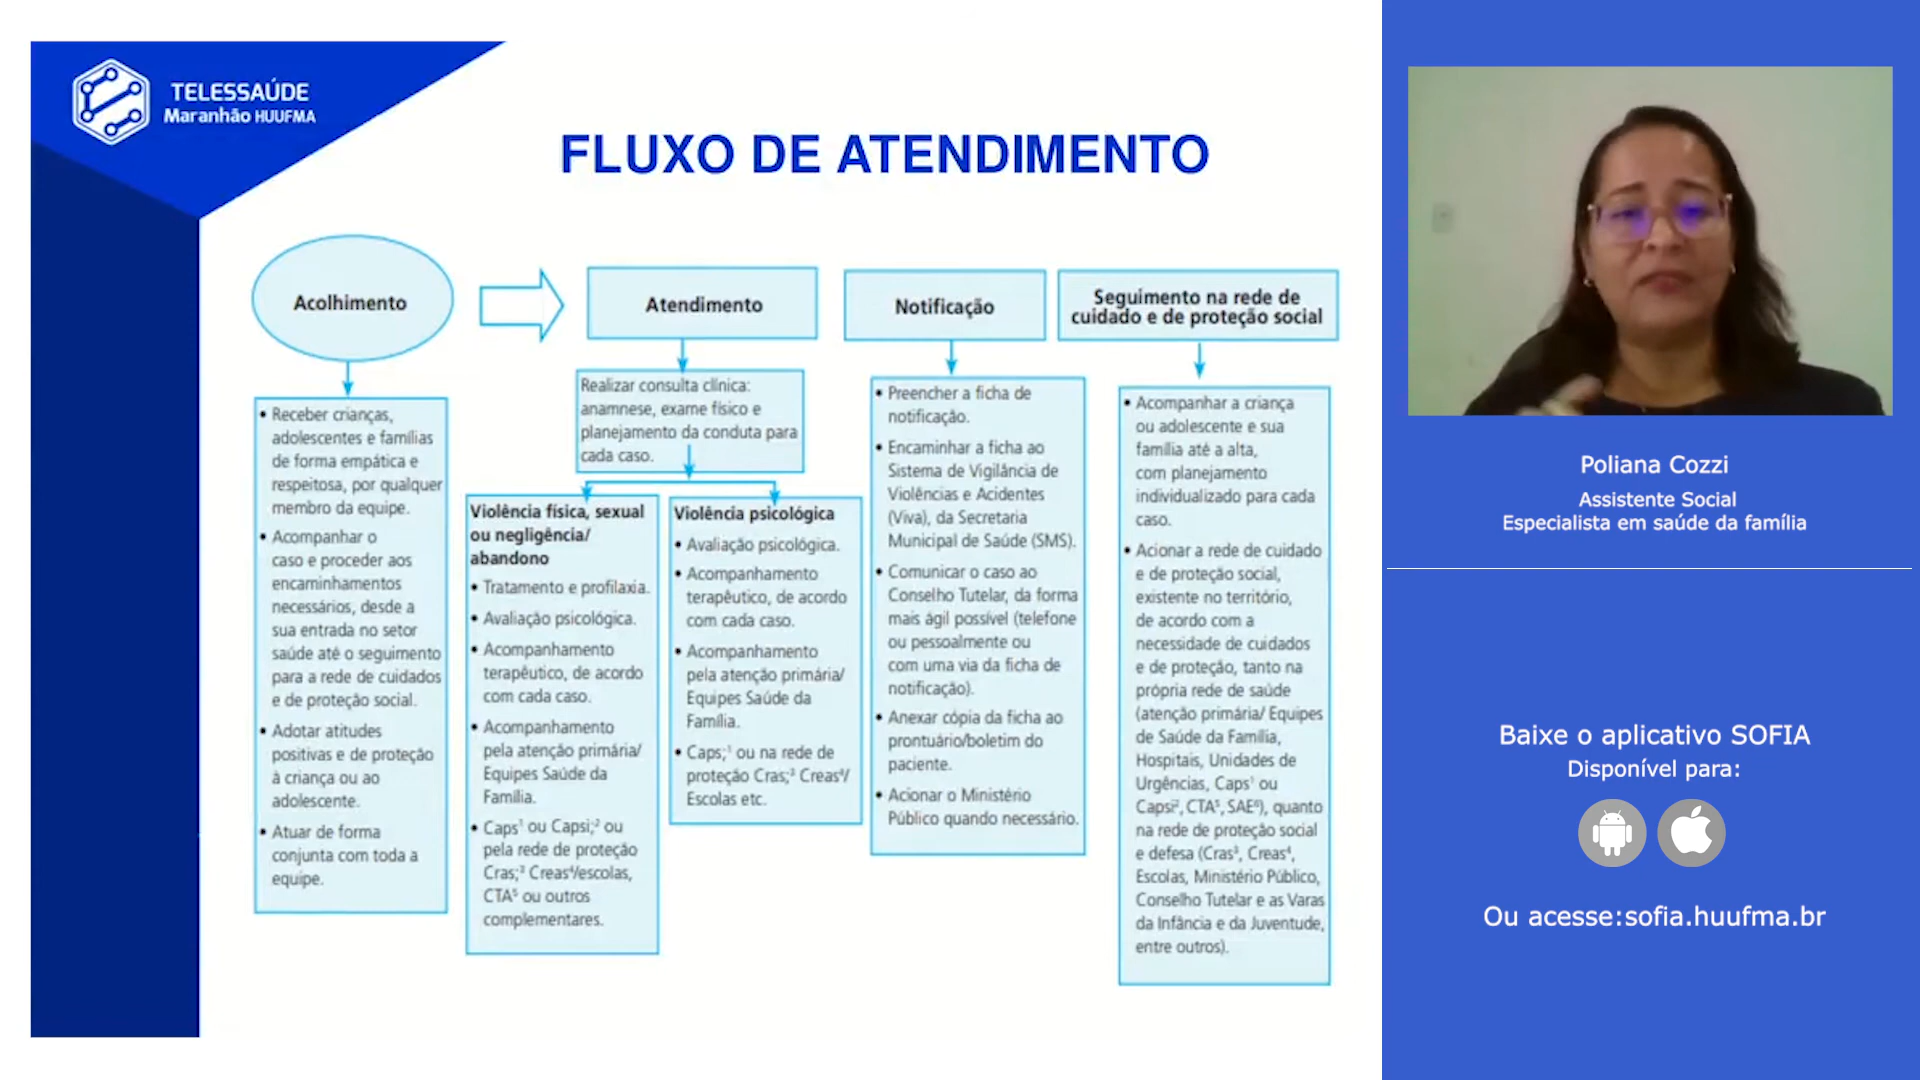 TELESSAÚDE
Maranhão HUUFMA
FLUXO DE ATENDIMENTO
Acolhimento
Receber crianças,
adolescentes e famílias
de forma empática e
respeitosa, por qualquer
membro da equipe.
Acompanhar o
caso e proceder aos
encaminhamentos
necessários, desde a
sua entrada no setor
saúde até o seguimento
para a rede de cuidados
e de proteção social.
Adotar atitudes
positivas e de proteção
à criança ou ao
adolescente.
Atuar de forma
conjunta com toda a
equipe.
Atendimento
Realizar consulta clínica:
anamnese, exame físico e
planejamento da conduta para
cada caso.
Violência física, sexual
ou negligência/
abandono
• Tratamento e profilaxia.
• Avaliação psicológica.
• Acompanhamento
terapêutico, de acordo
com cada caso.
• Acompanhamento
pela atenção primária/
Equipes Saúde da
Família.
• Caps¹ ou Capsi;² ou
pela rede de proteção
Cras;³ Creas⁴/escolas,
CTA⁵ ou outros
complementares.
Violência psicológica
• Avaliação psicológica.
• Acompanhamento
terapêutico, de acordo
com cada caso.
• Acompanhamento
pela atenção primária/
Equipes Saúde da
Família.
• Caps;¹ ou na rede de
proteção Cras;³ Creas⁴/
Escolas etc.
Notificação
• Preencher a ficha de
notificação.
• Encaminhar a ficha ao
Sistema de Vigilância de
Violências e Acidentes
(Viva), da Secretaria
Municipal de Saúde (SMS).
• Comunicar o caso ao
Conselho Tutelar, da forma
mais ágil possível (telefone
ou pessoalmente ou
com uma via da ficha de
notificação).
• Anexar cópia da ficha ao
prontuário/boletim do
paciente.
• Acionar o Ministério
Público quando necessário.
Seguimento na rede de
cuidado e de proteção social
• Acompanhar a criança
ou adolescente e sua
família até a alta,
com planejamento
individualizado para cada
caso.
• Acionar a rede de cuidado
e de proteção social,
existente no território,
de acordo com a
necessidade de cuidados
e de proteção, tanto na
própria rede de saúde
(atenção primária/ Equipes
de Saúde da Família,
Hospitais, Unidades de
Urgências, Caps¹ ou
Capsi², CTA⁵, SAE⁶), quanto
na rede de proteção social
e defesa (Cras³, Creas⁴,
Escolas, Ministério Público,
Conselho Tutelar e as Varas
da Infância e da Juventude,
entre outros).
Poliana Cozzi
Assistente Social
Especialista em saúde da família
Baixe o aplicativo SOFIA
Disponível para:
Ou acesse:sofia.huufma.br